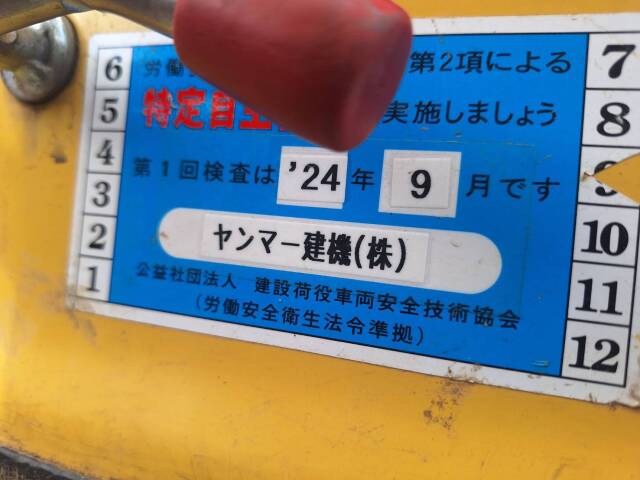 労働 第2項による
特定自主 実施しましょう
第1回検査は '24 年 9 月です
ヤンマー建機(株)
公益社団法人 建設荷役車両安全技術協会
(労働安全衛生法令準拠)
6
5
4
3
2
1
7
8
9
10
11
12